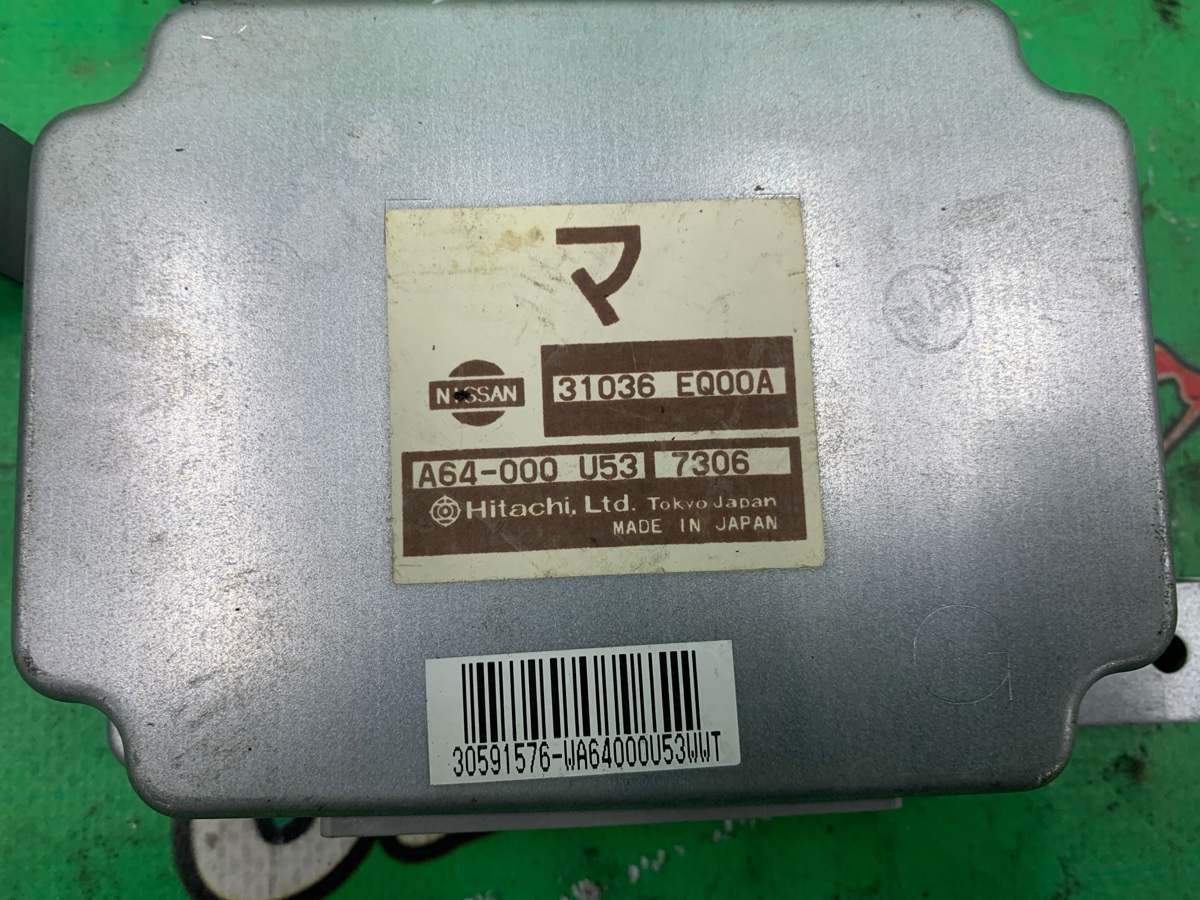 マ
NISSAN
31036 EQ00A
A64-000 U53 7306
Hitachi, Ltd. Tokyo Japan
MADE IN JAPAN
30591576-WA64000U53WWT